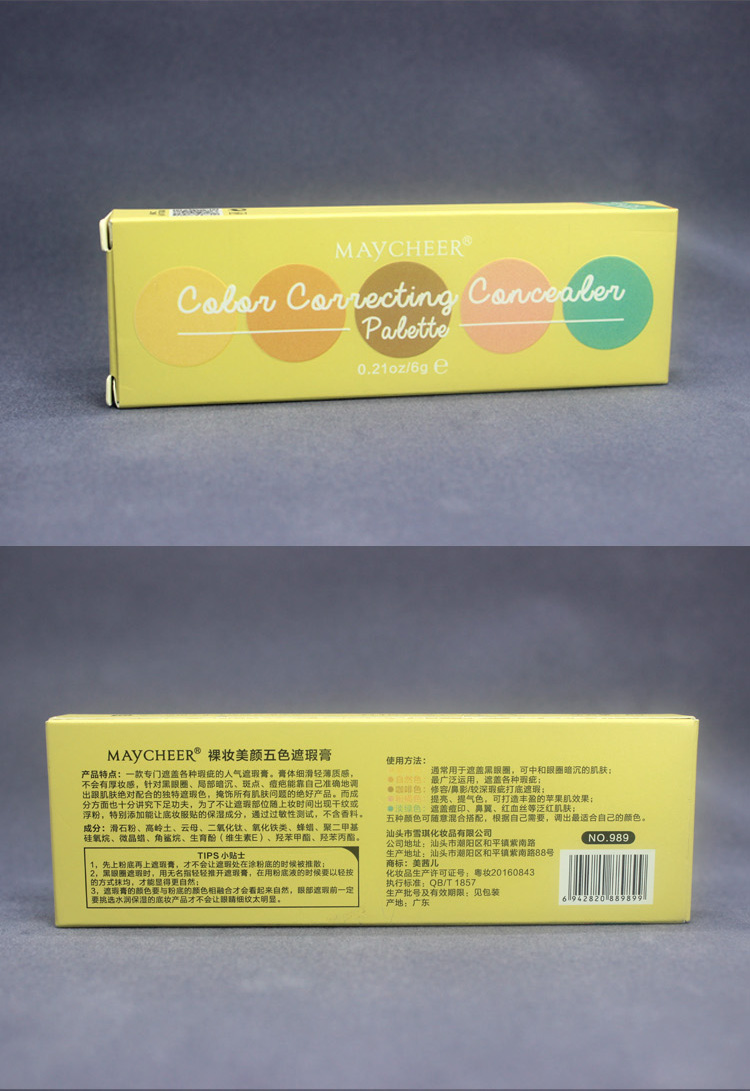 MAYCHEER®
Color Correcting Concealer
Palette
0.21oz/6g ℮
MAYCHEER® 裸妆美颜五色遮瑕膏
产品特点：一款专门遮盖各种瑕疵的人气遮瑕膏。膏体细滑轻薄质感，
不会有厚妆感，针对黑眼圈、局部暗沉、斑点、痘疤能靠自己准确地调
出跟肌肤绝对配合的独特遮瑕色，掩饰所有肌肤问题的绝好产品。而成
分方面也十分讲究下足功夫，为了不让遮瑕部位随上妆时间出现干纹或
浮粉，特别添加能让底妆服贴的保湿成分，通过过敏性测试，不含香料。
成分：滑石粉、高岭土、云母、二氧化钛、氧化铁类、蜂蜡、聚二甲基
硅氧烷、微晶蜡、角鲨烷、生育酚（维生素E）、羟苯甲酯、羟苯丙酯。
TIPS 小贴士
1，先上粉底再上遮瑕膏，才不会让遮瑕处在涂粉底的时候被推散；
2，黑眼圈遮瑕时，用无名指轻轻推开遮瑕膏，在用粉底液的时候要以轻按
的方式抹均，才能显得更自然；
3，遮瑕膏的颜色要与粉底的颜色相融合才会看起来自然，眼部遮瑕前一定
要挑选水润保湿的底妆产品才不会让眼睛细纹太明显。
使用方法：
通常用于遮盖黑眼圈，可中和眼圈暗沉的肌肤；
自然色：最广泛运用，遮盖各种瑕疵；
咖啡色：修容/鼻影/较深瑕疵打底遮瑕；
提亮、提气色，可打造丰盈的苹果肌效果；
淡绿色：遮盖痘印、鼻翼、红血丝等泛红肌肤；
五种颜色可随意混合搭配，根据自己需要，调出最适合自己的颜色。
汕头市雪琪化妆品有限公司
公司地址：汕头市潮阳区和平镇紫南路
生产地址：汕头市潮阳区和平镇紫南路88号
商标：美茜儿
化妆品生产许可证号：粤妆20160843
执行标准：QB/T 1857
生产批号及有效期限：见包装
产地：广东
NO.989
6 942820 889899